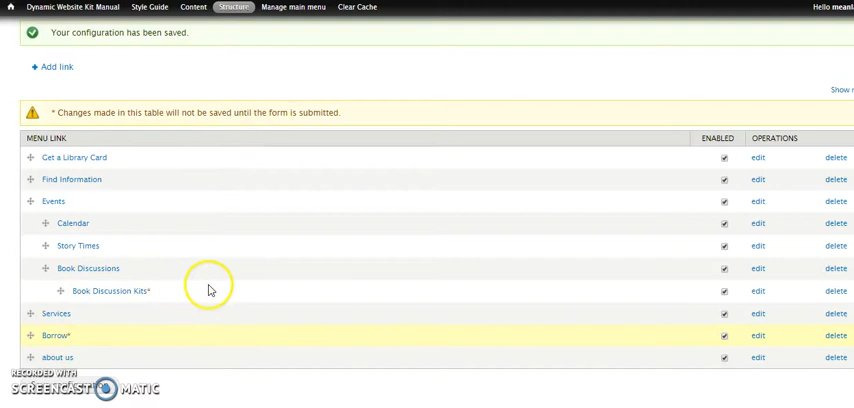 Dynamic Website Kit Manual Style Guide Content Structure Manage main menu Clear Cache Hello
Your configuration has been saved.
Add link
Show
* Changes made in this table will not be saved until the form is submitted.
MENU LINK ENABLED OPERATIONS
Get a Library Card edit delete
Find Information edit delete
Events edit delete
Calendar edit delete
Story Times edit delete
Book Discussions edit delete
Book Discussion Kits* edit delete
Services edit delete
Borrow* edit delete
about us edit delete
RECORDED WITH
SCREENCAST MATIC